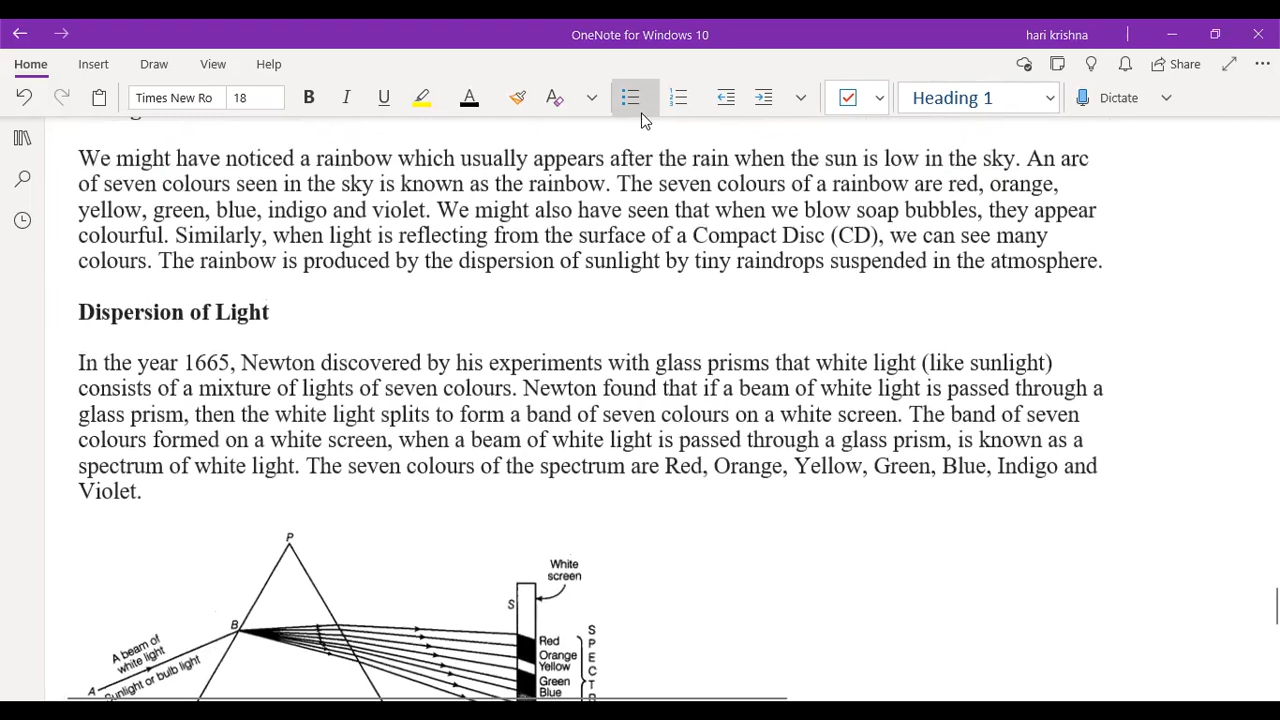 OneNote for Windows 10
hari krishna
Home Insert Draw View Help
Share
Times New Ro 18 B I U A Heading 1 Dictate
We might have noticed a rainbow which usually appears after the rain when the sun is low in the sky. An arc
of seven colours seen in the sky is known as the rainbow. The seven colours of a rainbow are red, orange,
yellow, green, blue, indigo and violet. We might also have seen that when we blow soap bubbles, they appear
colourful. Similarly, when light is reflecting from the surface of a Compact Disc (CD), we can see many
colours. The rainbow is produced by the dispersion of sunlight by tiny raindrops suspended in the atmosphere.
Dispersion of Light
In the year 1665, Newton discovered by his experiments with glass prisms that white light (like sunlight)
consists of a mixture of lights of seven colours. Newton found that if a beam of white light is passed through a
glass prism, then the white light splits to form a band of seven colours on a white screen. The band of seven
colours formed on a white screen, when a beam of white light is passed through a glass prism, is known as a
spectrum of white light. The seven colours of the spectrum are Red, Orange, Yellow, Green, Blue, Indigo and
Violet.
P
White
screen
S
B
A beam of
white light
A
Sunlight or bulb light
Red
Orange
Yellow
Green
Blue
S
P
E
C
T